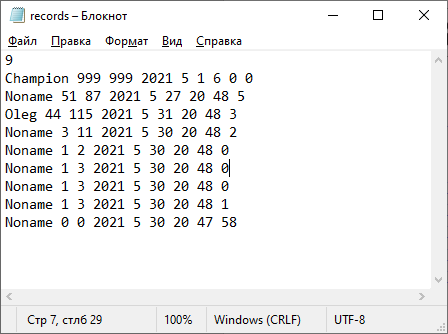 records – Блокнот
Файл Правка Формат Вид Справка
9
Champion 999 999 2021 5 1 6 0 0
Noname 51 87 2021 5 27 20 48 5
Oleg 44 115 2021 5 31 20 48 3
Noname 3 11 2021 5 30 20 48 2
Noname 1 2 2021 5 30 20 48 0
Noname 1 3 2021 5 30 20 48 0
Noname 1 3 2021 5 30 20 48 0
Noname 1 3 2021 5 30 20 48 1
Noname 0 0 2021 5 30 20 47 58
Стр 7, стлб 29 100% Windows (CRLF) UTF-8